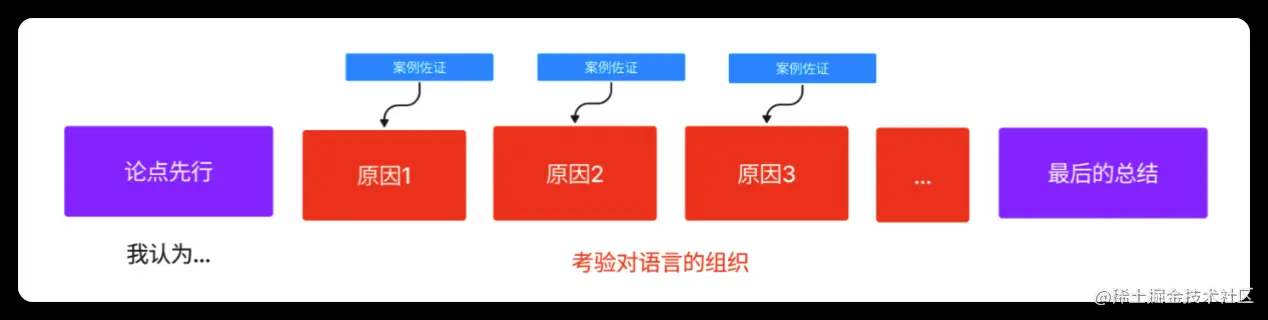 案例佐证
案例佐证
案例佐证
论点先行
原因1
原因2
原因3
...
最后的总结
我认为...
考验对语言的组织
@稀土掘金技术社区